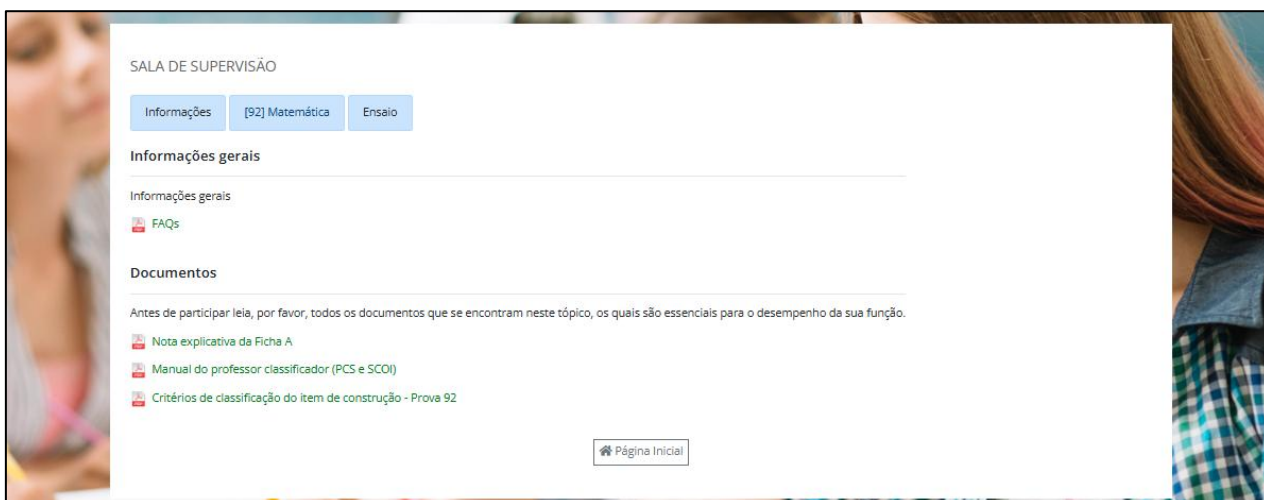 SALA DE SUPERVISÃO
Informações [92] Matemática Ensaio
Informações gerais
Informações gerais
FAQs
Documentos
Antes de participar leia, por favor, todos os documentos que se encontram neste tópico, os quais são essenciais para o desempenho da sua função.
Nota explicativa da Ficha A
Manual do professor classificador (PCS e SCOI)
Critérios de classificação do item de construção - Prova 92
Página Inicial